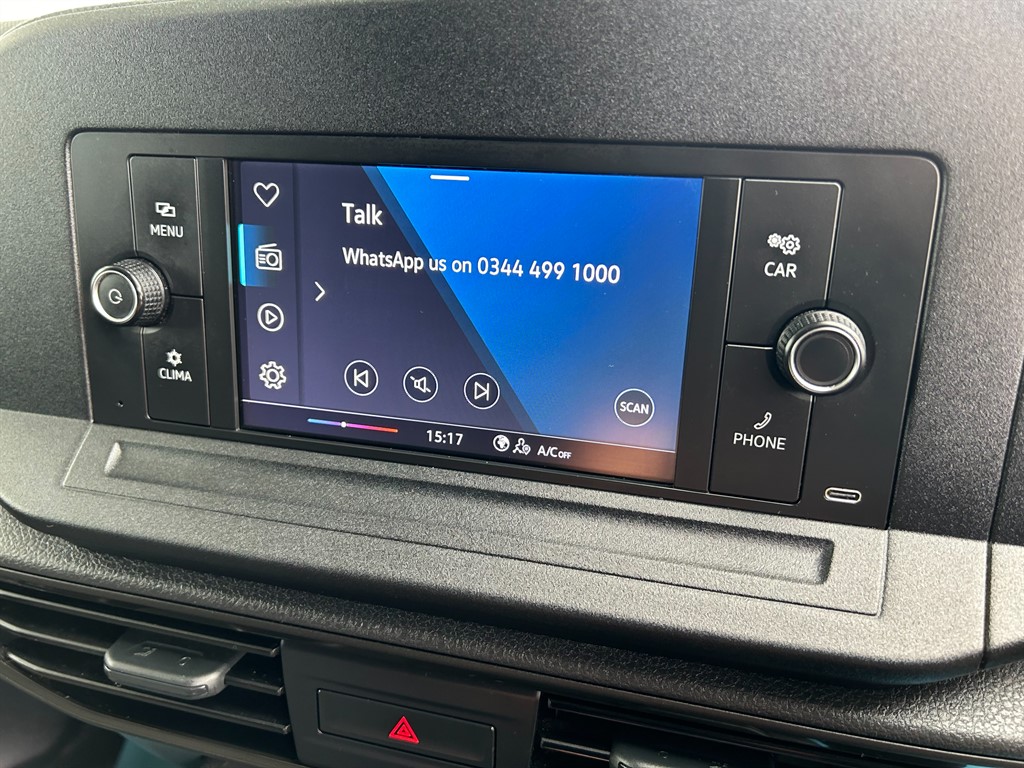 MENU
CLIMA
Talk
WhatsApp us on 0344 499 1000
SCAN
15:17
A/C OFF
CAR
PHONE